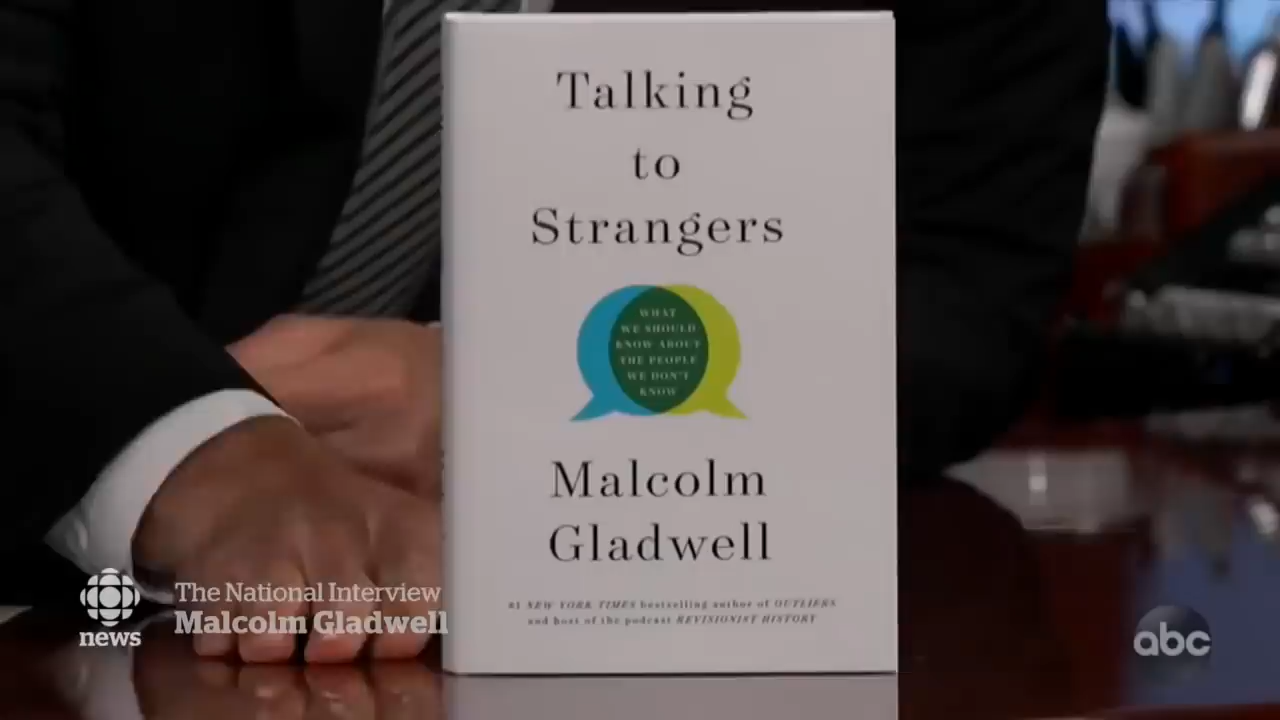 Talking
to
Strangers
WHAT
WE SHOULD
KNOW ABOUT
THE PEOPLE
WE DON'T
KNOW
Malcolm
Gladwell
#1 NEW YORK TIMES bestselling author of OUTLIERS
and host of the podcast REVISIONIST HISTORY
The National Interview
Malcolm Gladwell
news
abc